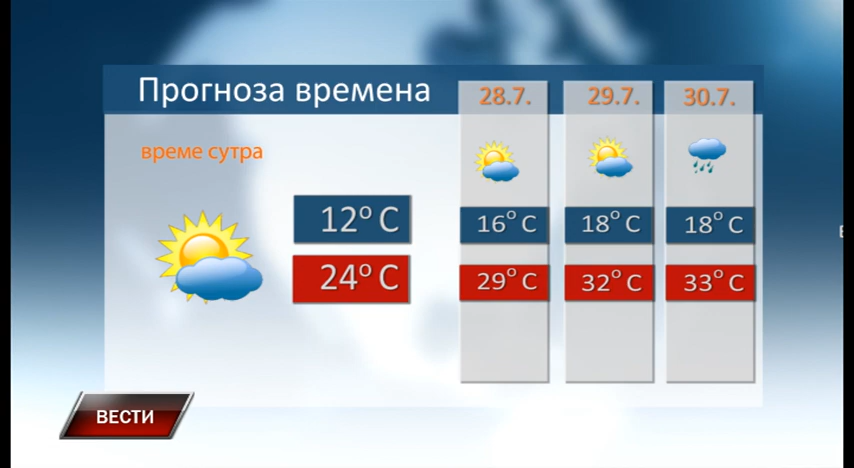 Прогноза времена
време сутра
12° C
24° C
28.7.
16° C
29° C
29.7.
18° C
32° C
30.7.
18° C
33° C
ВЕСТИ